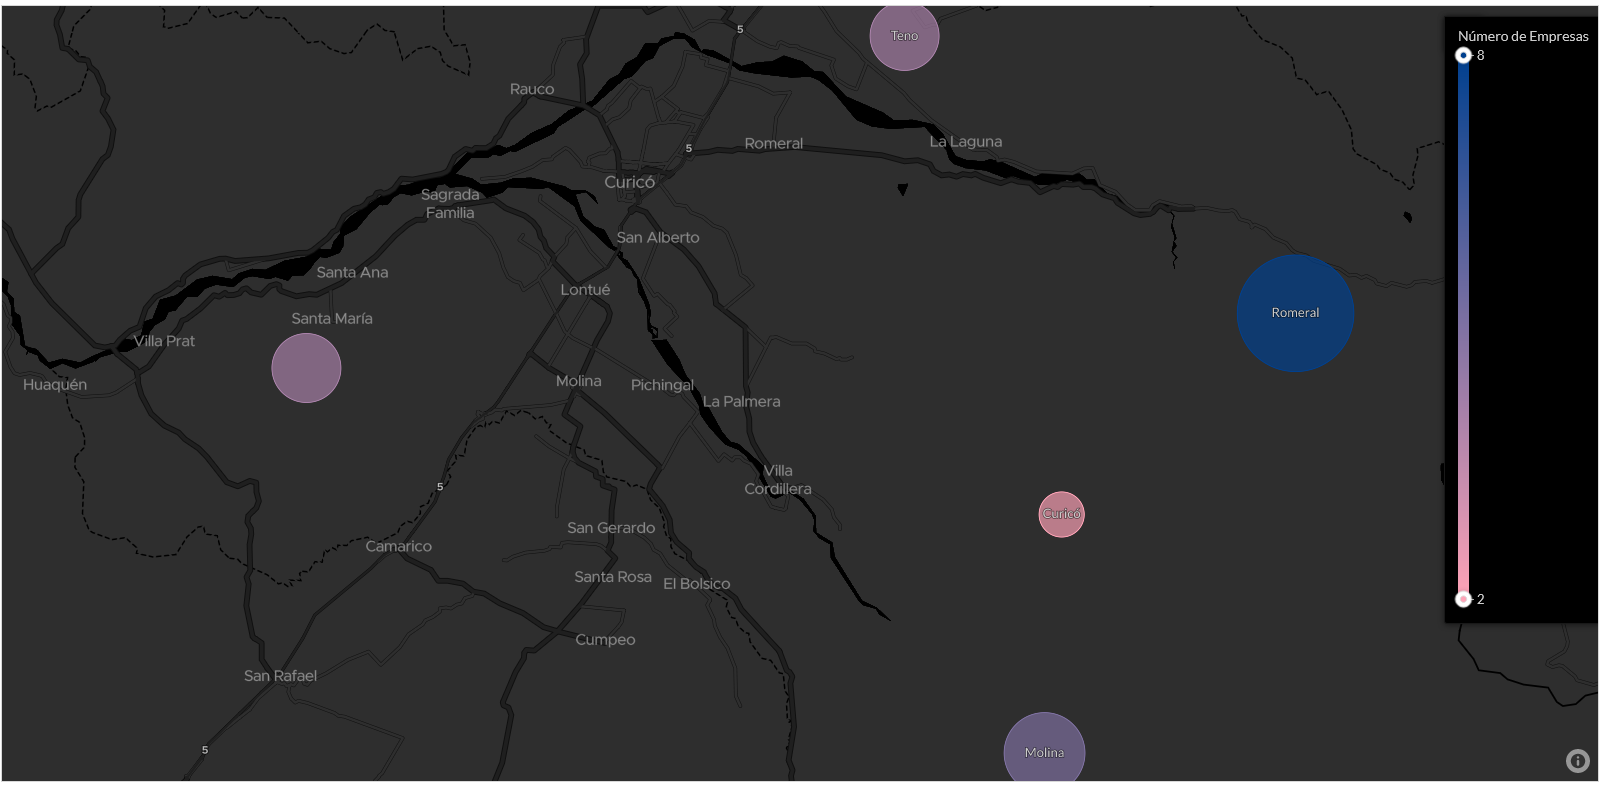 5
Teno
Número de Empresas
8
Rauco
La Laguna
Romeral
5
Curicó
Sagrada
Familia
San Alberto
Santa Ana
Lontué
Romeral
Santa María
Villa Prat
Huaquén
Molina
Pichingal
La Palmera
Villa
Cordillera
5
Curicó
San Gerardo
Camarico
Santa Rosa
El Bolsico
2
Cumpeo
San Rafael
5
Molina